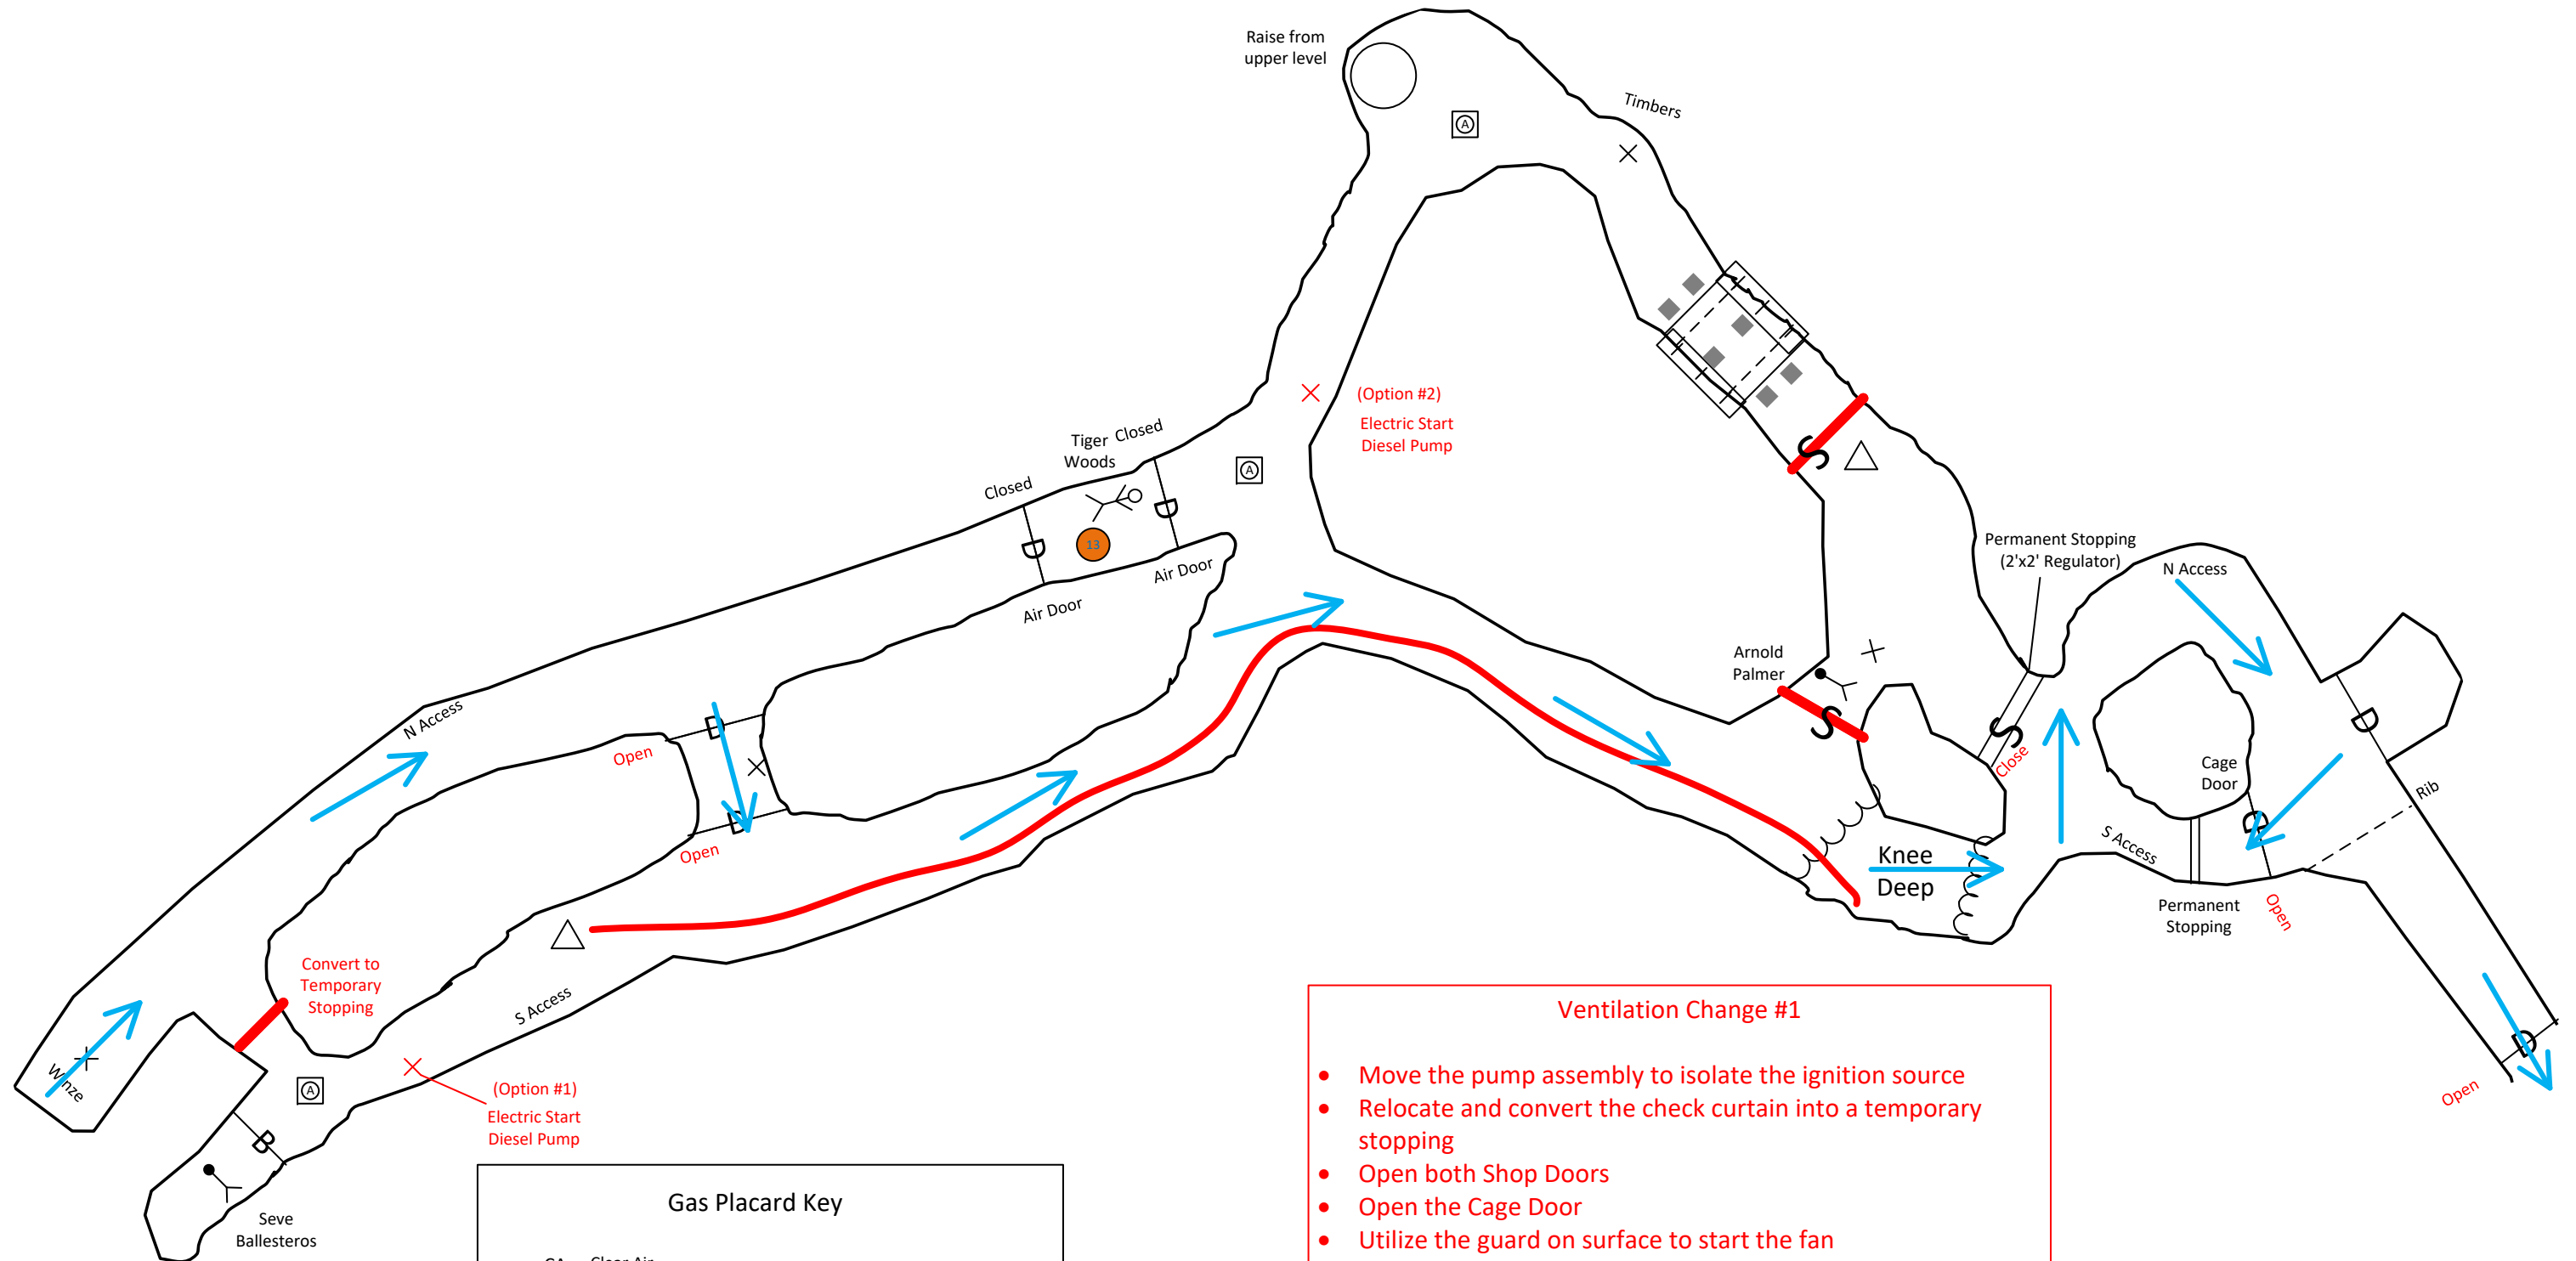 Raise from
upper level
A
Timbers
(Option #2)
Electric Start
Diesel Pump
Tiger
Woods
Closed
Closed
D
D
A
13
Air Door
Air Door
S
Permanent Stopping
(2'x2' Regulator)
N Access
Arnold
Palmer
S
S
Close
D
Cage
Door
D
Rib
S Access
Knee
Deep
Permanent
Stopping
Open
D
Open
N Access
Open
D
D
Open
Convert to
Temporary
Stopping
S Access
Winze
A
(Option #1)
Electric Start
Diesel Pump
B
Seve
Ballesteros
Gas Placard Key
Ventilation Change #1
• Move the pump assembly to isolate the ignition source
• Relocate and convert the check curtain into a temporary
stopping
• Open both Shop Doors
• Open the Cage Door
• Utilize the guard on surface to start the fan